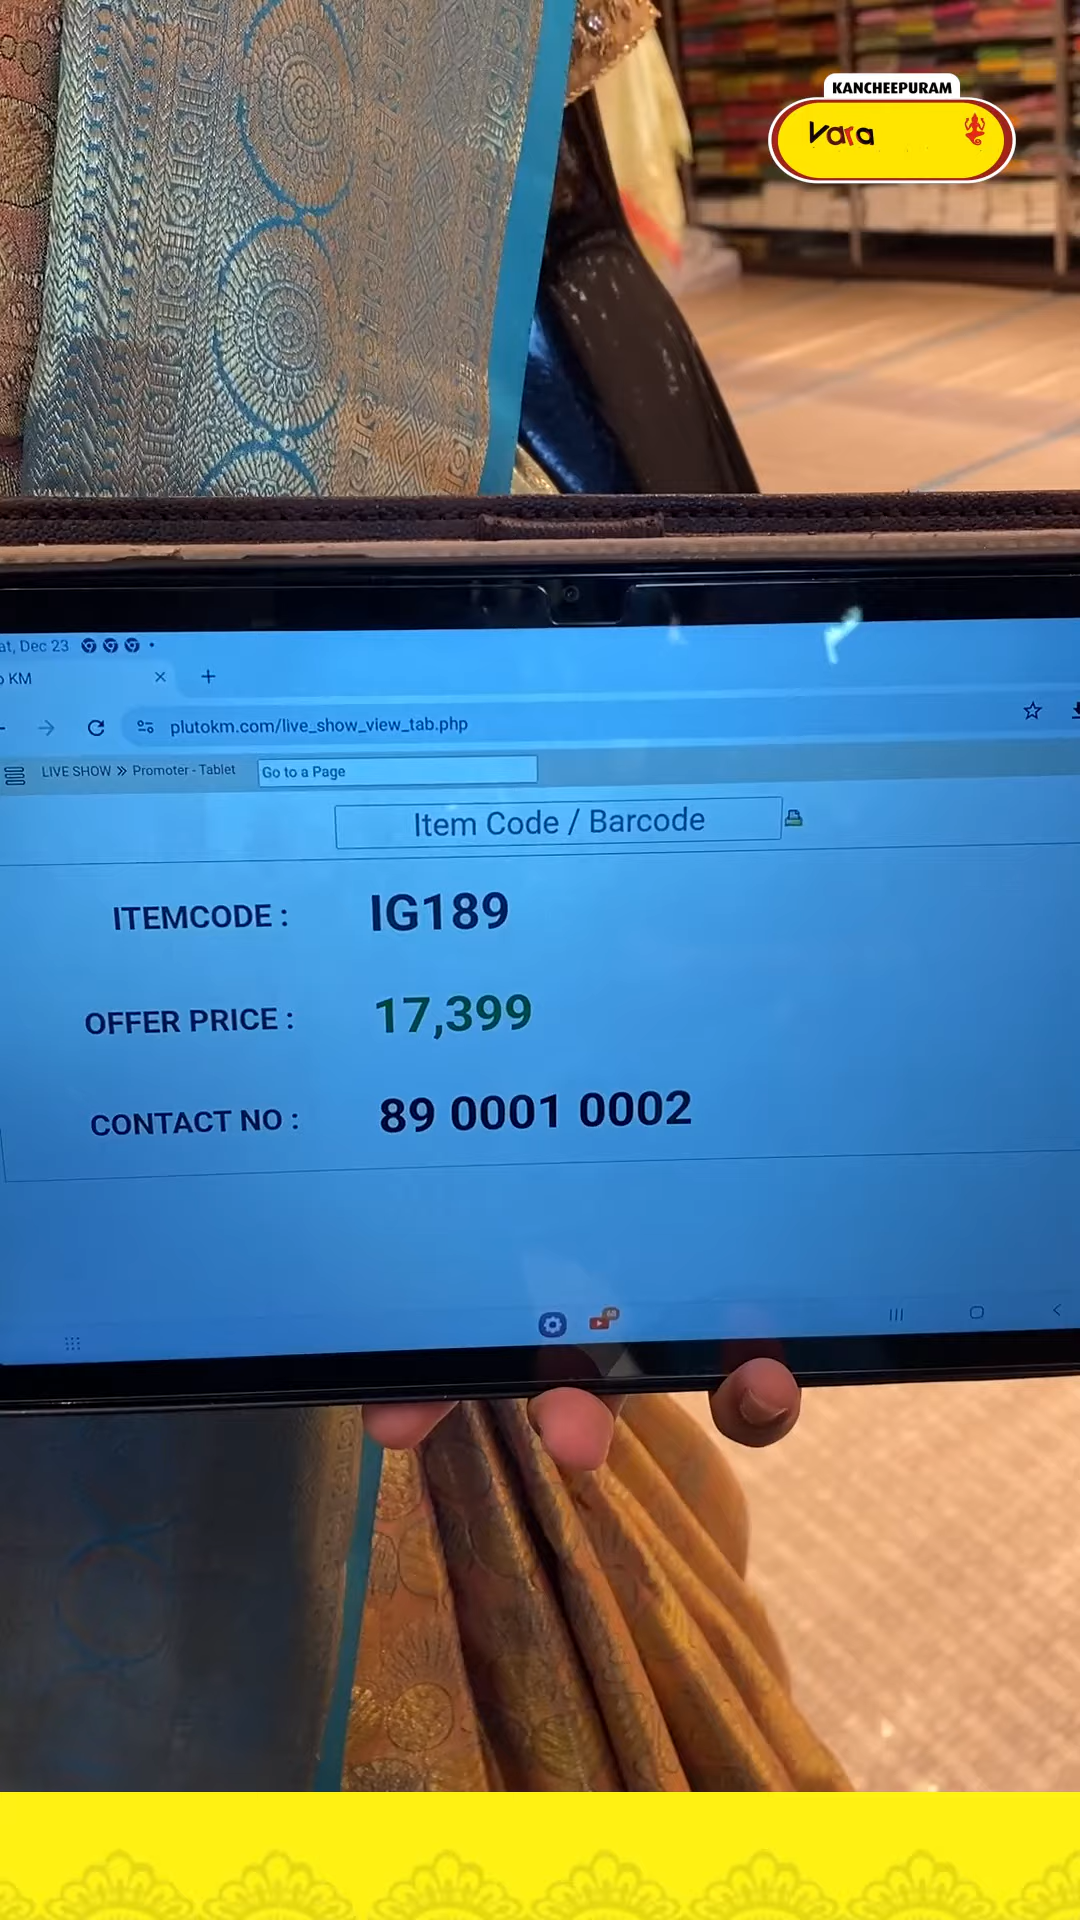 KANCHEEPURAM
vara
at, Dec 23
o KM
plutokm.com/live_show_view_tab.php
LIVE SHOW >> Promoter - Tablet Go to a Page
Item Code / Barcode
ITEMCODE : IG189
OFFER PRICE : 17,399
CONTACT NO : 89 0001 0002